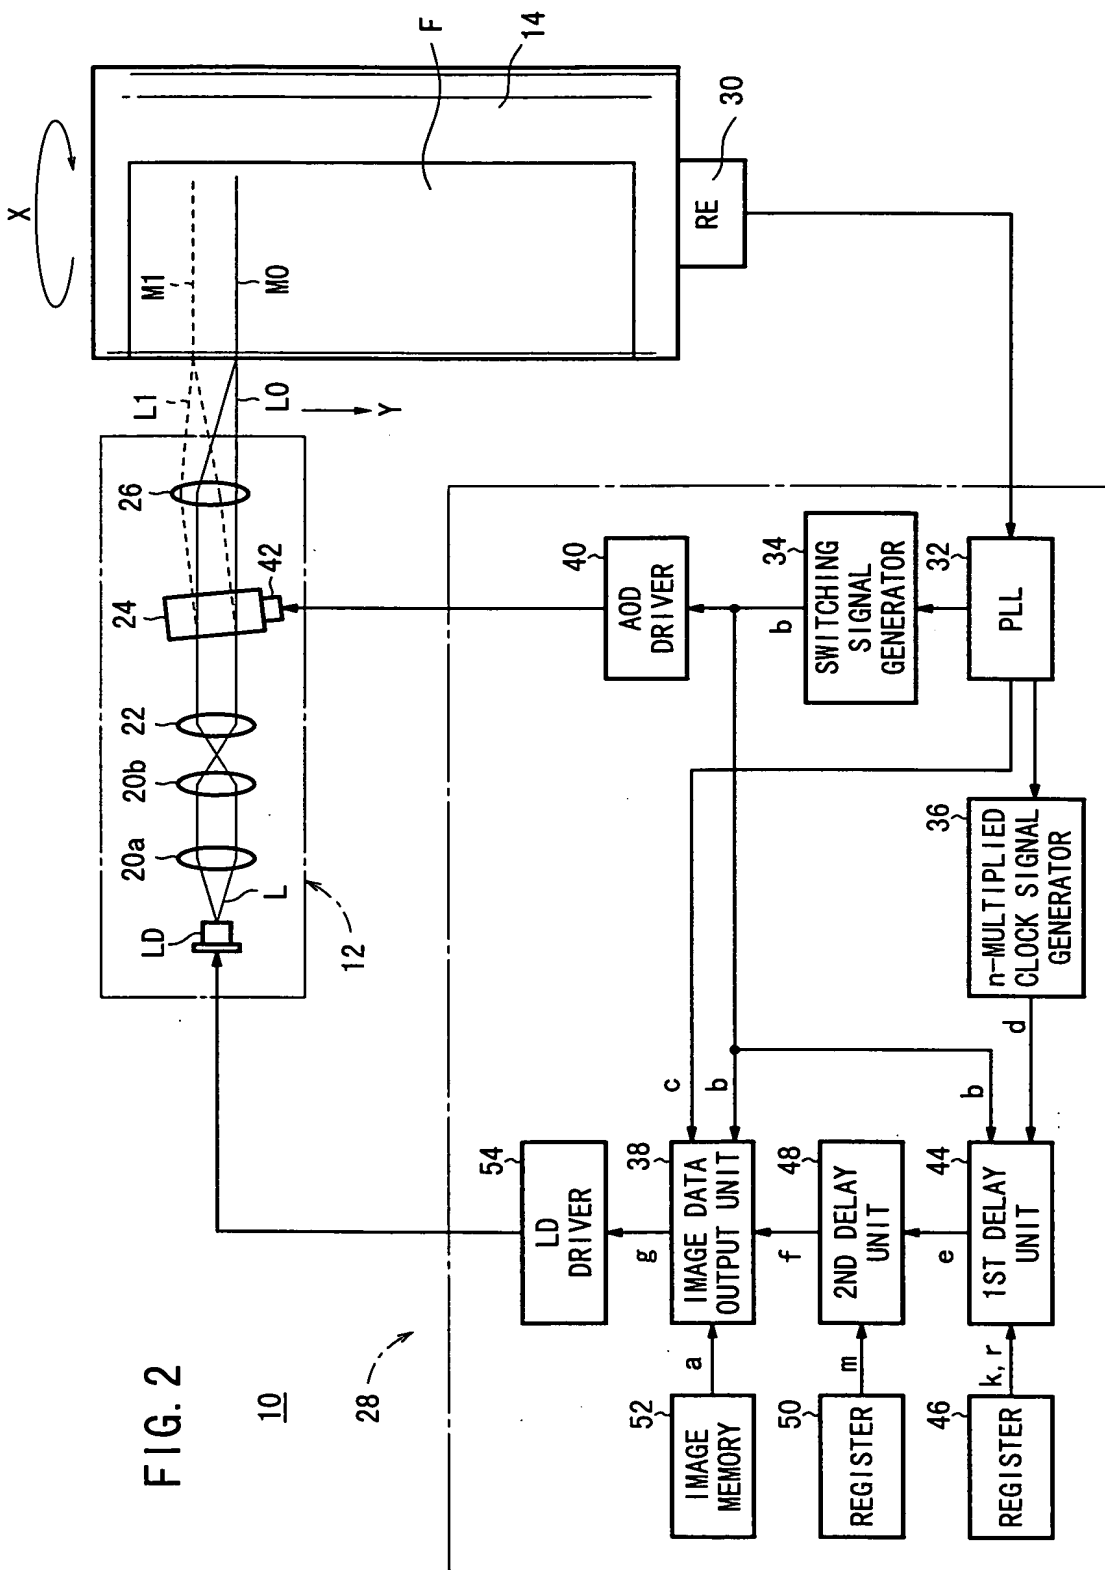 FIG. 2
10
28
12
LD
L
20a
20b
22
24
42
26
L1
L0
Y
M1
M0
X
F
14
RE
30
54
LD
DRIVER
40
AOD
DRIVER
52
IMAGE
MEMORY
a
g
38
IMAGE DATA
OUTPUT UNIT
c
b
b
34
SWITCHING
SIGNAL
GENERATOR
50
REGISTER
m
f
48
2ND DELAY
UNIT
32
PLL
46
REGISTER
k, r
e
44
1ST DELAY
UNIT
b
d
36
n-MULTIPLIED
CLOCK SIGNAL
GENERATOR